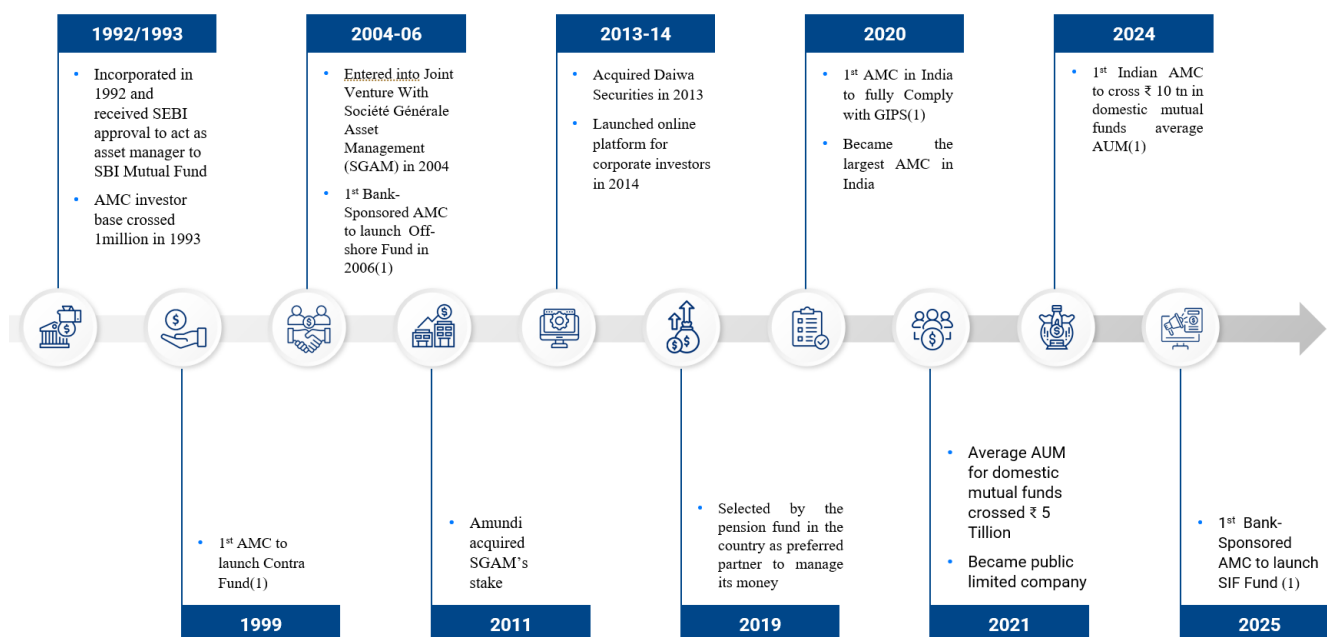 1992/1993
Incorporated in
1992 and
received SEBI
approval to act as
asset manager to
SBI Mutual Fund
AMC investor
base crossed
1million in 1993
2004-06
Entered into Joint
Venture With
Société Générale
Asset
Management
(SGAM) in 2004
1st Bank-
Sponsored AMC
to launch Off-
shore Fund in
2006(1)
2013-14
Acquired Daiwa
Securities in 2013
Launched online
platform for
corporate investors
in 2014
2020
1st AMC in India
to fully Comply
with GIPS(1)
Became the
largest AMC in
India
2024
1st Indian AMC
to cross ₹ 10 tn in
domestic mutual
funds average
AUM(1)
1st AMC to
launch Contra
Fund(1)
1999
Amundi
acquired
SGAM's
stake
2011
Selected by the
pension fund in the
country as preferred
partner to manage
its money
2019
Average AUM
for domestic
mutual funds
crossed ₹ 5
Tillion
Became public
limited company
2021
1st Bank-
Sponsored
AMC to launch
SIF Fund (1)
2025